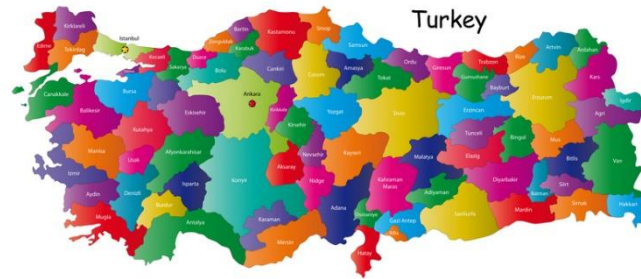 Turkey
Kirklareli
Edirne
Tekirdag
Istanbul
Kocaeli
Sakarya
Duzce
Zonguldak
Bartin
Karabuk
Kastamonu
Sinop
Samsun
Ordu
Giresun
Trabzon
Rize
Artvin
Ardahan
Kars
Igdir
Agri
Canakkale
Balikesir
Bursa
Bolu
Cankiri
Corum
Amasya
Tokat
Gumushane
Bayburt
Erzurum
Eskisehir
Ankara
Kirikkale
Yozgat
Sivas
Erzincan
Tunceli
Bingol
Mus
Bitlis
Van
Manisa
Kutahya
Usak
Afyonkarahisar
Kirsehir
Nevsehir
Kayseri
Malatya
Elazig
Diyarbakir
Batman
Siirt
Sirnak
Hakkari
Izmir
Aydin
Denizli
Mugla
Burdur
Isparta
Antalya
Konya
Aksaray
Nigde
Karaman
Mersin
Adana
Kahraman
Maras
Osmaniye
Gazi Antep
Adiyaman
Sanliurfa
Mardin
Hatay